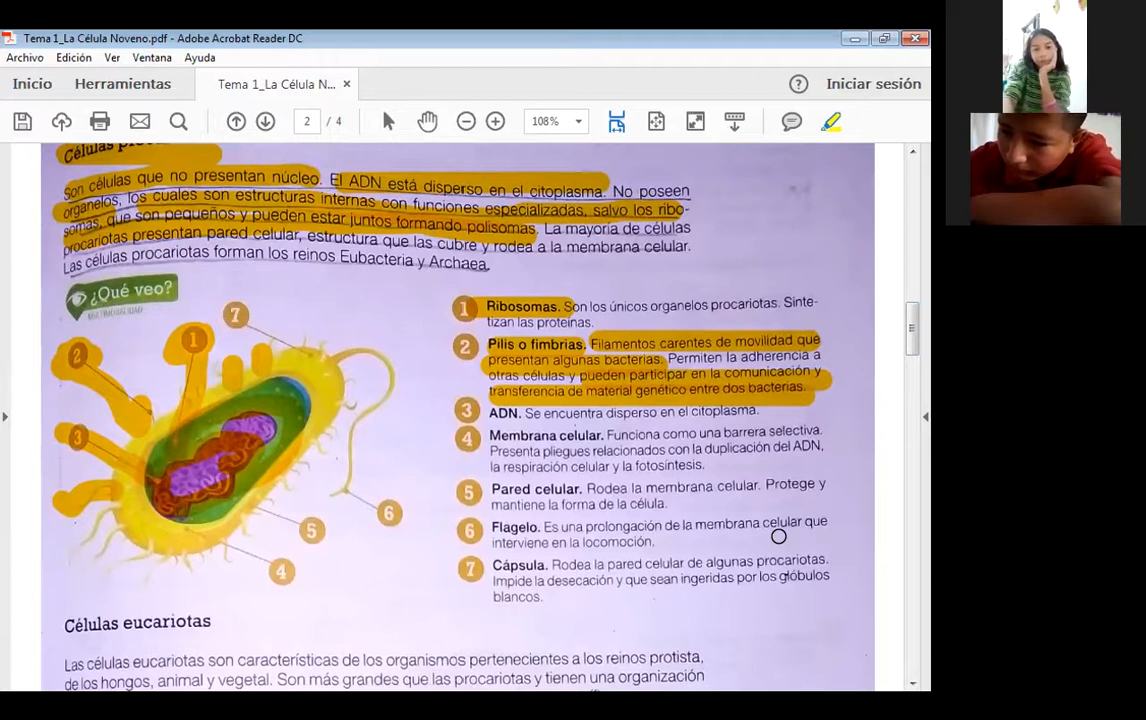 Tema 1_La Célula Noveno.pdf - Adobe Acrobat Reader DC
Archivo Edición Ver Ventana Ayuda
Inicio Herramientas Tema 1_La Célula N... × ? Iniciar sesión
2 / 4 108%
Células
Son células que no presentan núcleo. El ADN está disperso en el citoplasma. No poseen
organelos, los cuales son estructuras internas con funciones especializadas, salvo los ribo-
somas, que son pequeños y pueden estar juntos formando polisomas. La mayoría de células
procariotas presentan pared celular, estructura que las cubre y rodea a la membrana celular.
Las células procariotas forman los reinos Eubacteria y Archaea.
¿Qué veo?
7
1
2
3
6
5
4
1 Ribosomas. Son los únicos organelos procariotas. Sinte-
tizan las proteínas.
2 Pilis o fimbrias. Filamentos carentes de movilidad que
presentan algunas bacterias. Permiten la adherencia a
otras células y pueden participar en la comunicación y
transferencia de material genético entre dos bacterias.
3 ADN. Se encuentra disperso en el citoplasma.
4 Membrana celular. Funciona como una barrera selectiva.
Presenta pliegues relacionados con la duplicación del ADN,
la respiración celular y la fotosíntesis.
5 Pared celular. Rodea la membrana celular. Protege y
mantiene la forma de la célula.
6 Flagelo. Es una prolongación de la membrana celular que
interviene en la locomoción.
7 Cápsula. Rodea la pared celular de algunas procariotas.
Impide la desecación y que sean ingeridas por los glóbulos
blancos.
Células eucariotas
Las células eucariotas son características de los organismos pertenecientes a los reinos protista,
de los hongos, animal y vegetal. Son más grandes que las procariotas y tienen una organización